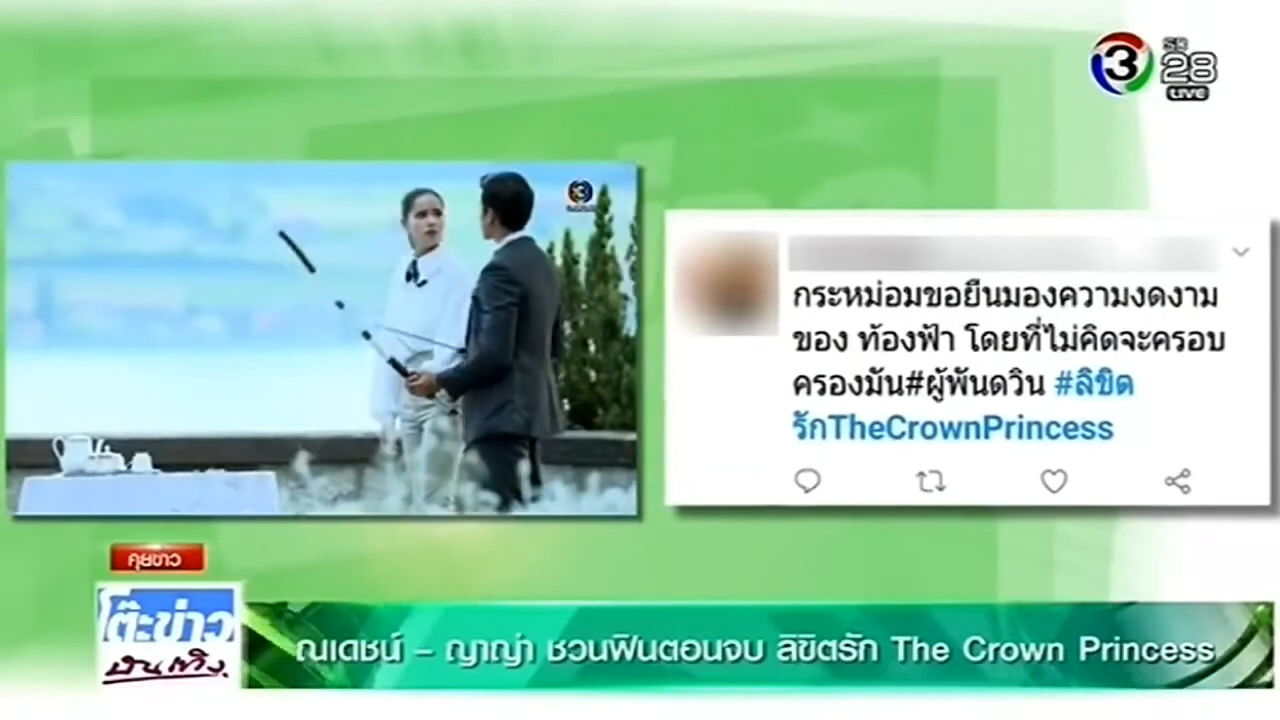 3
SD
28
LIVE
3
กระหม่อมขอยืนมองความงดงาม
ของ ท้องฟ้า โดยที่ไม่คิดจะครอบ
ครองมัน#ผู้พันดวิน #ลิขิต
รักTheCrownPrincess
คุยข่าว
โต๊ะข่าว
บันเทิง
ณเดชน์ – ญาญ่า ชวนฟินตอนจบ ลิขิตรัก The Crown Princess